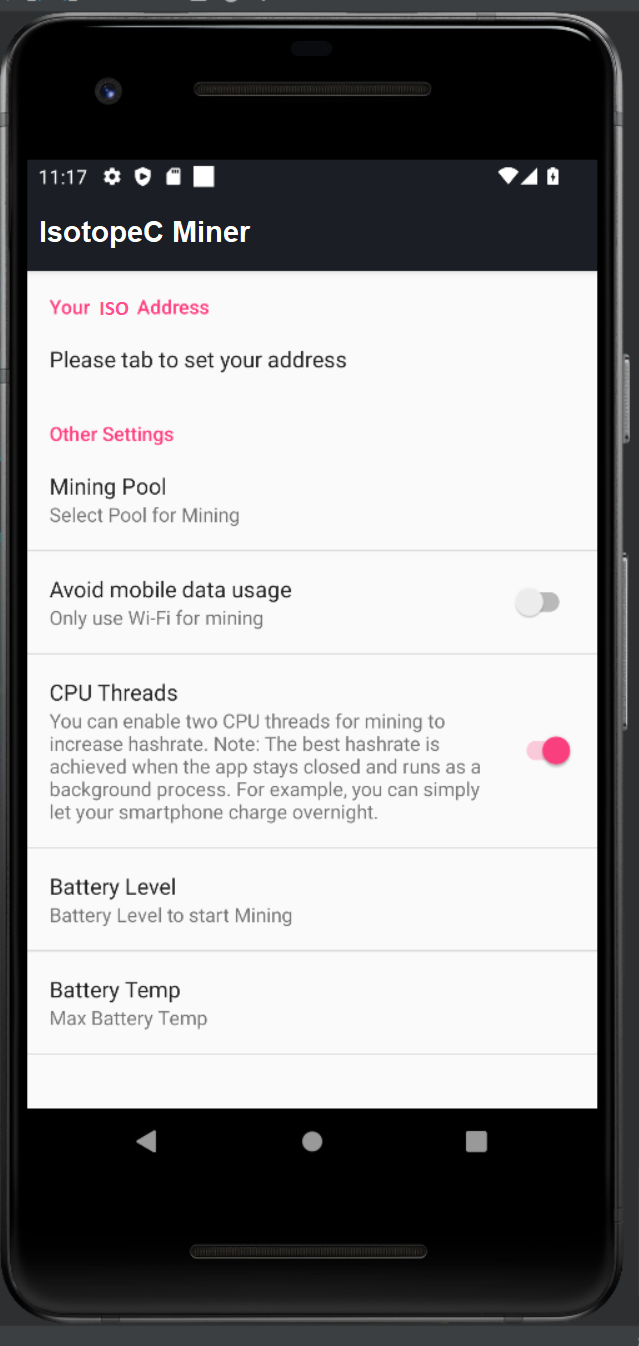 11:17
IsotopeC Miner
Your ISO Address
Please tab to set your address
Other Settings
Mining Pool
Select Pool for Mining
Avoid mobile data usage
Only use Wi-Fi for mining
CPU Threads
You can enable two CPU threads for mining to
increase hashrate. Note: The best hashrate is
achieved when the app stays closed and runs as a
background process. For example, you can simply
let your smartphone charge overnight.
Battery Level
Battery Level to start Mining
Battery Temp
Max Battery Temp